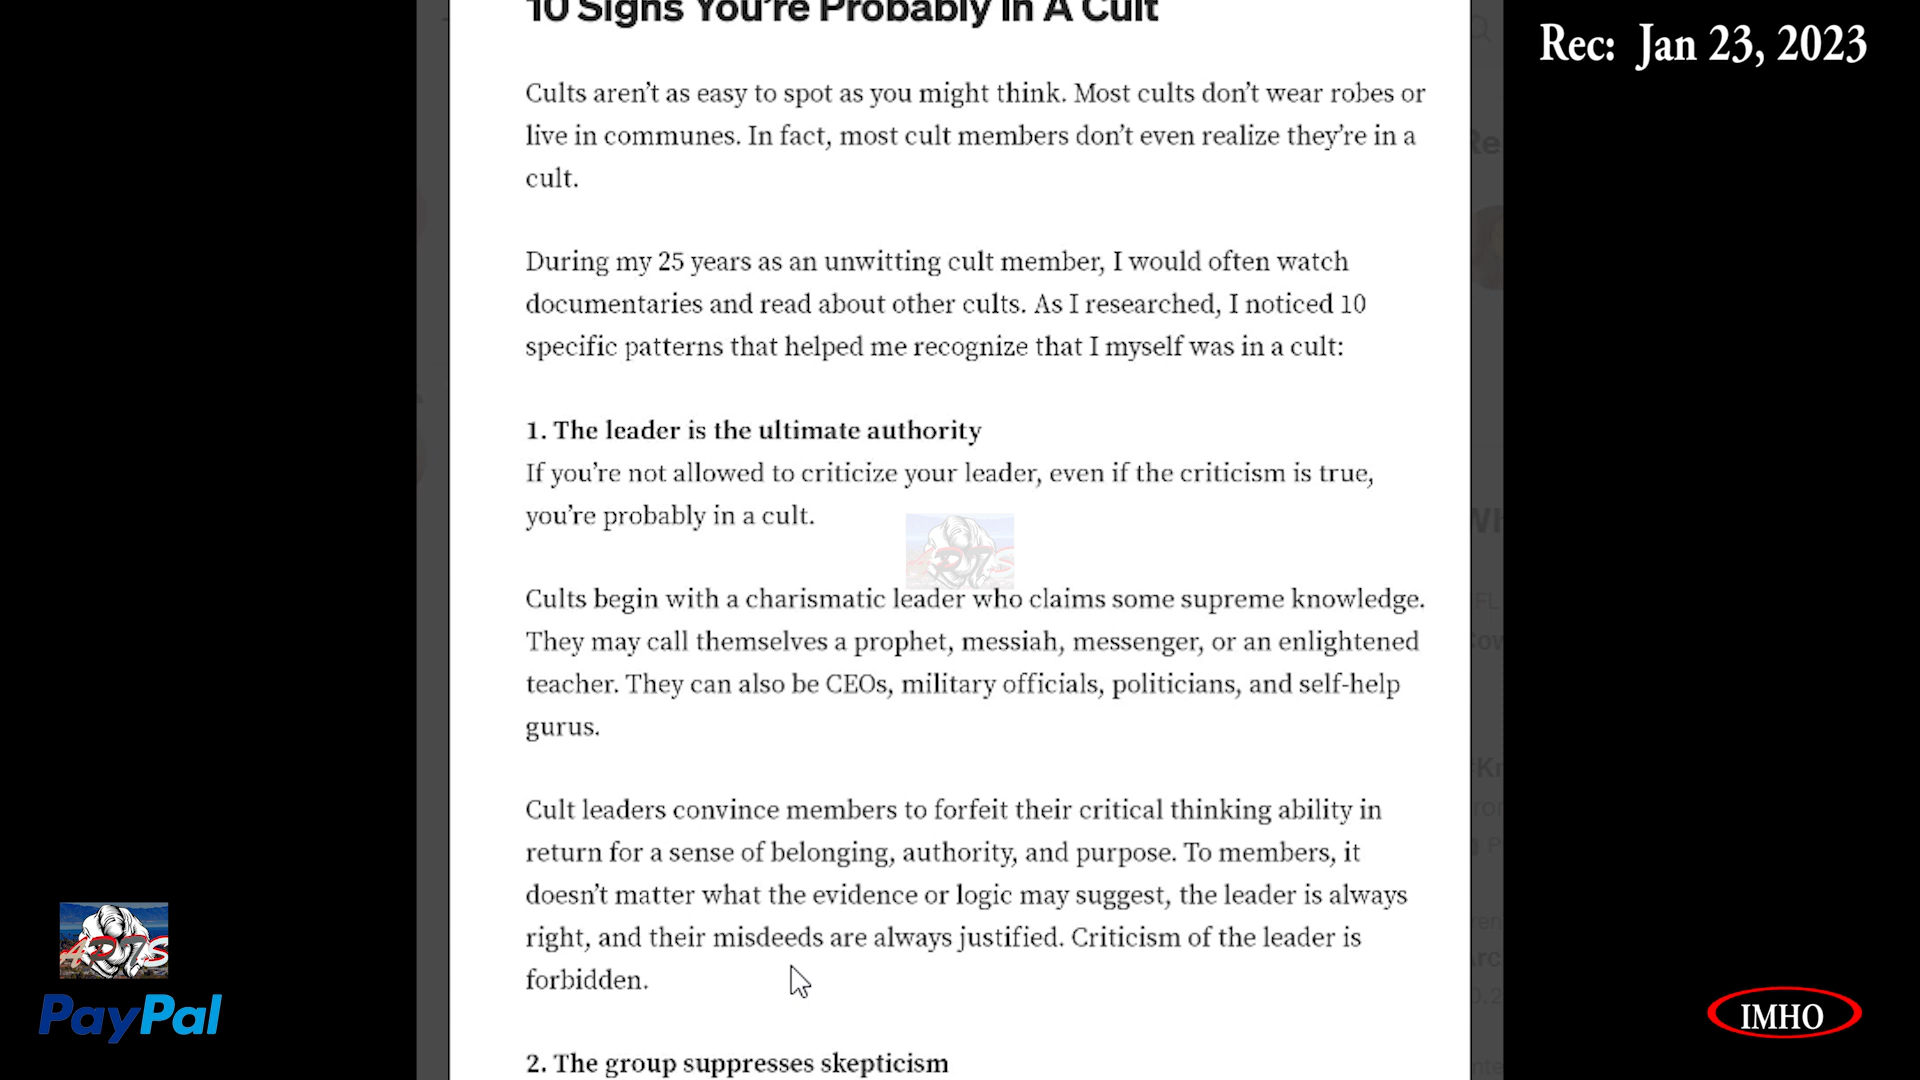 10 Signs You're Probably In A Cult
Rec: Jan 23, 2023
Cults aren't as easy to spot as you might think. Most cults don't wear robes or
live in communes. In fact, most cult members don't even realize they're in a
cult.
During my 25 years as an unwitting cult member, I would often watch
documentaries and read about other cults. As I researched, I noticed 10
specific patterns that helped me recognize that I myself was in a cult:
1. The leader is the ultimate authority
If you're not allowed to criticize your leader, even if the criticism is true,
you're probably in a cult.
Cults begin with a charismatic leader who claims some supreme knowledge.
They may call themselves a prophet, messiah, messenger, or an enlightened
teacher. They can also be CEOs, military officials, politicians, and self-help
gurus.
Cult leaders convince members to forfeit their critical thinking ability in
return for a sense of belonging, authority, and purpose. To members, it
doesn't matter what the evidence or logic may suggest, the leader is always
right, and their misdeeds are always justified. Criticism of the leader is
forbidden.
2. The group suppresses skepticism
PayPal
IMHO